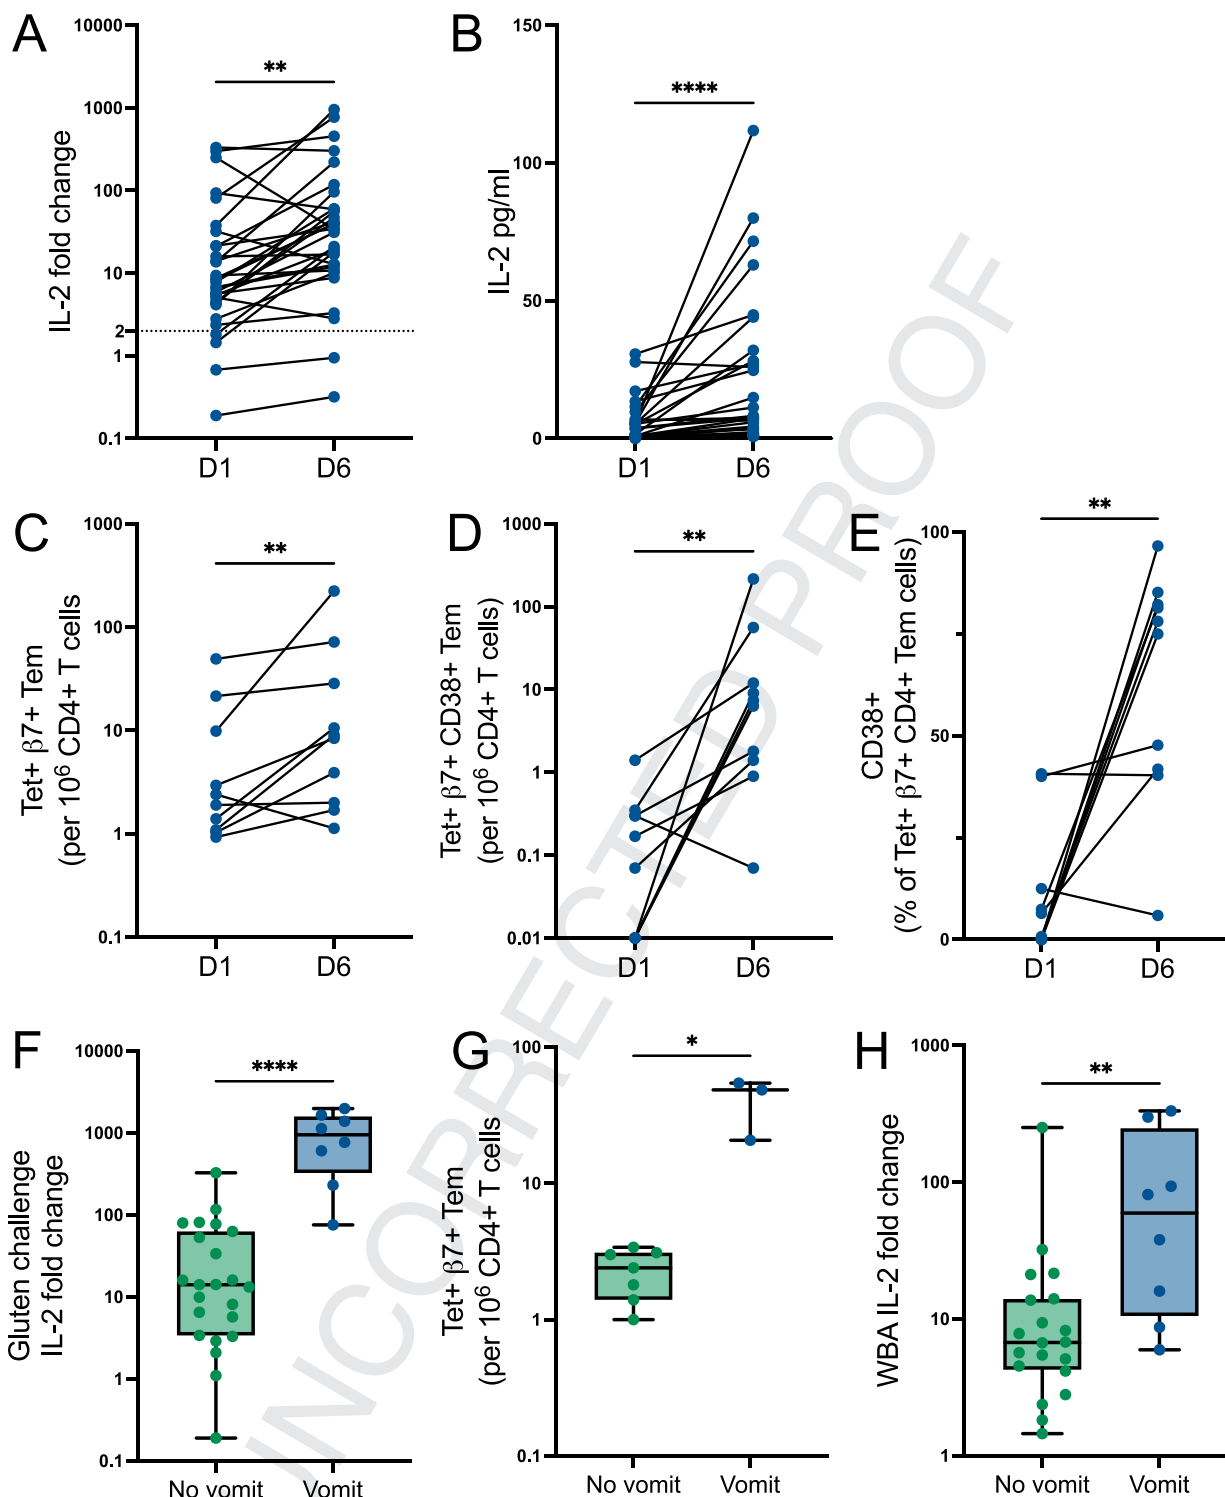 A
10000
1000
100
10
2
1
0.1
IL-2 fold change
**
D1 D6
B
150
100
50
0
IL-2 pg/ml
****
D1 D6
C
1000
100
10
1
0.1
Tet+ β7+ Tem
(per 10⁶ CD4+ T cells)
**
D1 D6
D
1000
100
10
1
0.1
0.01
Tet+ β7+ CD38+ Tem
(per 10⁶ CD4+ T cells)
**
D1 D6
E
100
50
0
CD38+
(% of Tet+ β7+ CD4+ Tem cells)
**
D1 D6
F
10000
1000
100
10
1
0.1
Gluten challenge
IL-2 fold change
****
No vomit Vomit
G
100
10
1
0.1
Tet+ β7+ Tem
(per 10⁶ CD4+ T cells)
*
No vomit Vomit
H
1000
100
10
1
WBA IL-2 fold change
**
No vomit Vomit
UNCORRECTED PROOF